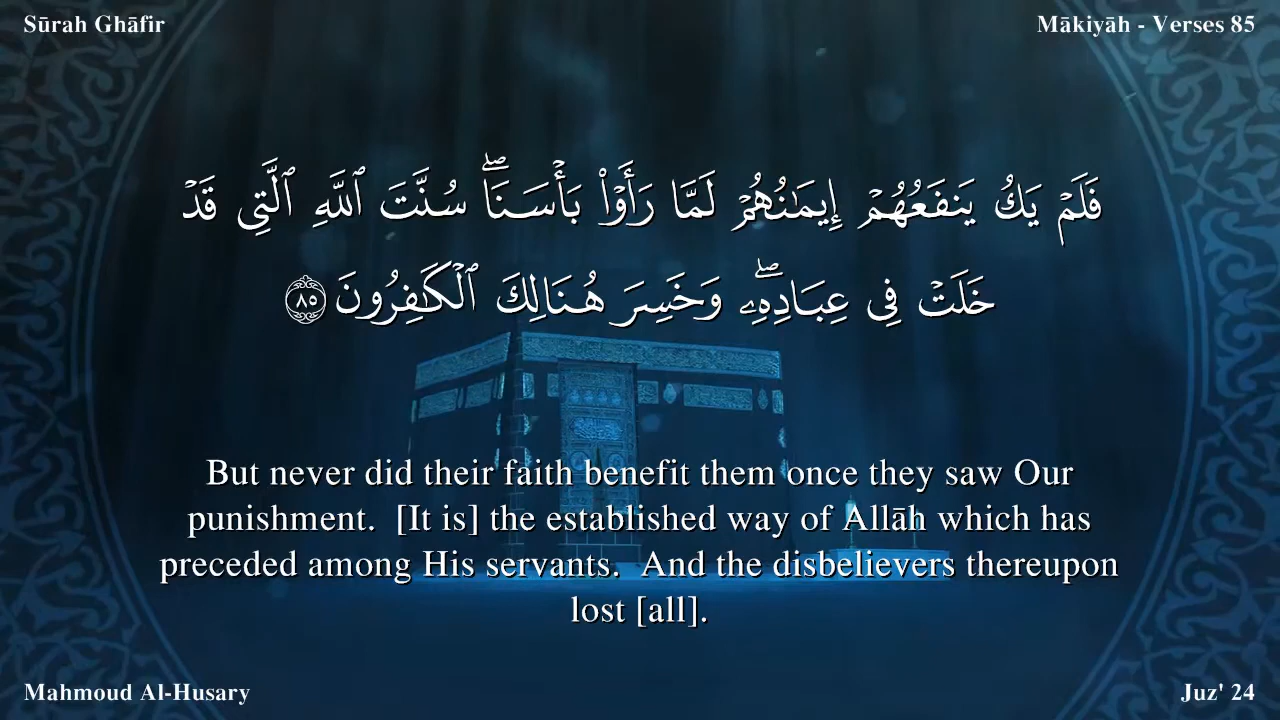 Sūrah Ghāfir
Mākiyāh - Verses 85
فَلَمْ يَكُ يَنفَعُهُمْ إِيمَـٰنُهُمْ لَمَّا رَأَوْا۟ بَأْسَنَا ۖ سُنَّتَ ٱللَّهِ ٱلَّتِى قَدْ
خَلَتْ فِى عِبَادِهِۦ ۖ وَخَسِرَ هُنَالِكَ ٱلْكَـٰفِرُونَ ٨٥
But never did their faith benefit them once they saw Our
punishment.  [It is] the established way of Allāh which has
preceded among His servants.  And the disbelievers thereupon
lost [all].
Mahmoud Al-Husary
Juz' 24